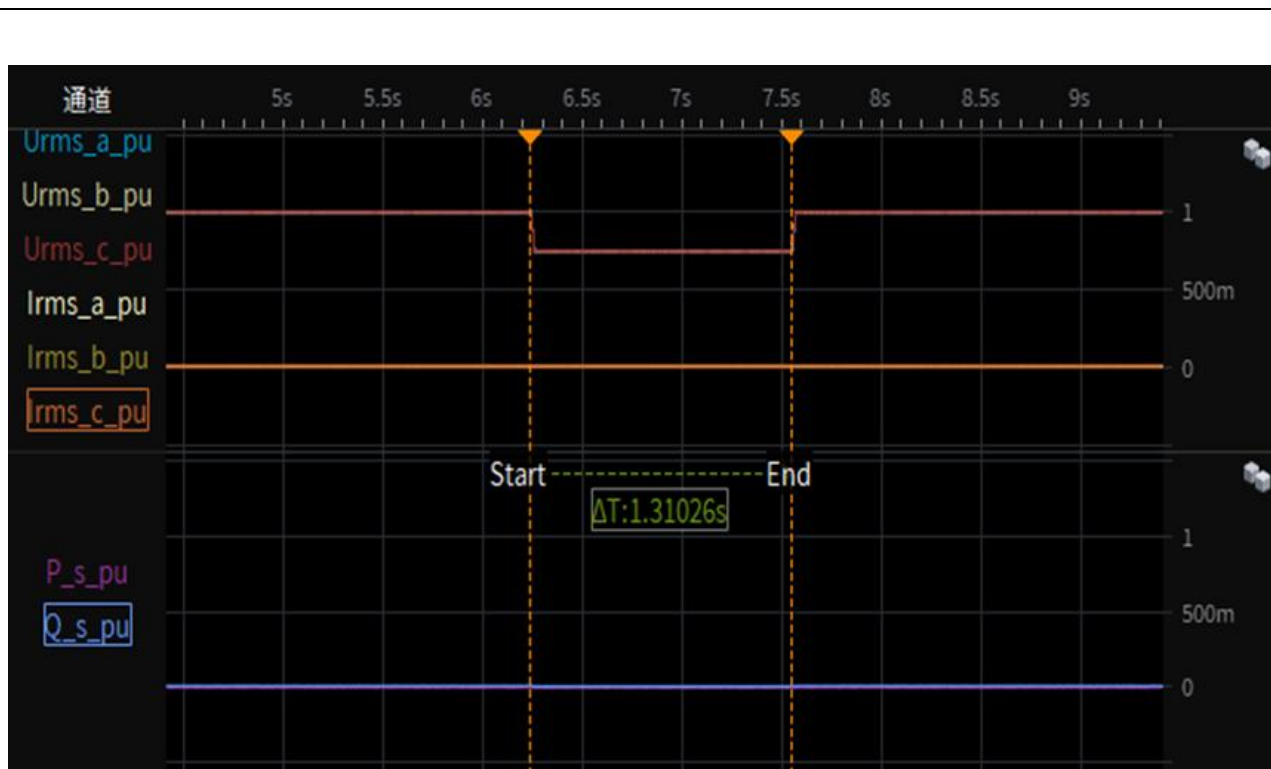 通道
5s 5.5s 6s 6.5s 7s 7.5s 8s 8.5s 9s
Urms_a_pu
Urms_b_pu
Urms_c_pu
Irms_a_pu
Irms_b_pu
Irms_c_pu
1
500m
0
Start
End
ΔT:1.31026s
P_s_pu
Q_s_pu
1
500m
0